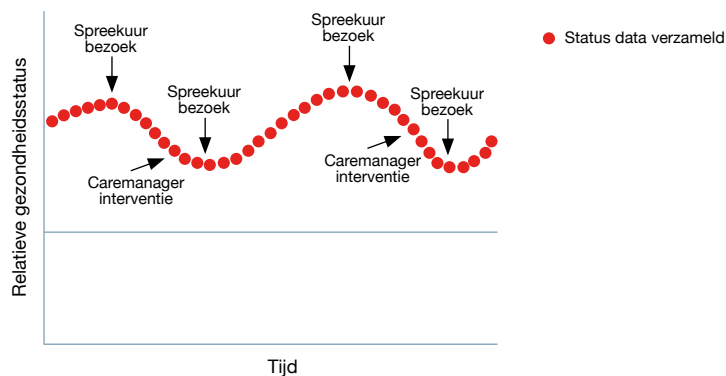 Spreekuur
bezoek
Spreekuur
bezoek
Status data verzameld
Spreekuur
bezoek
Spreekuur
bezoek
Caremanager
interventie
Caremanager
interventie
Relatieve gezondheidsstatus
Tijd